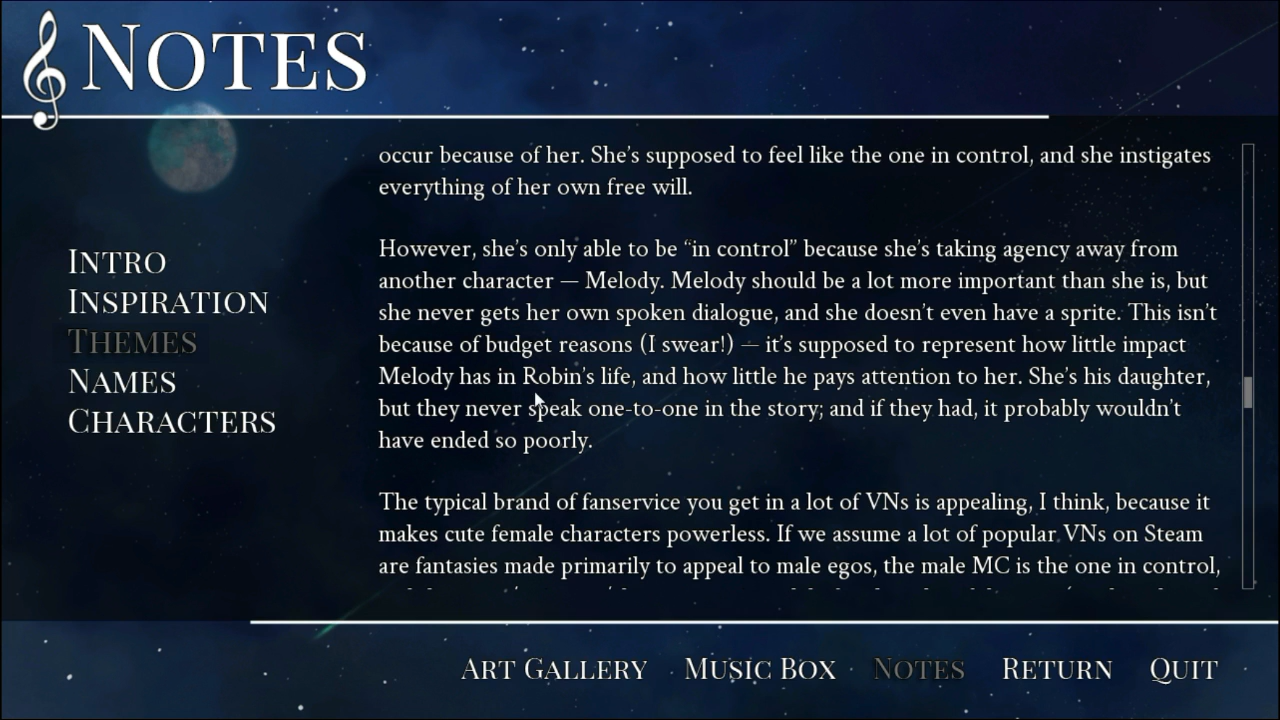 NOTES
INTRO
INSPIRATION
THEMES
NAMES
CHARACTERS
occur because of her. She’s supposed to feel like the one in control, and she instigates
everything of her own free will.
However, she’s only able to be “in control” because she’s taking agency away from
another character — Melody. Melody should be a lot more important than she is, but
she never gets her own spoken dialogue, and she doesn’t even have a sprite. This isn’t
because of budget reasons (I swear!) — it’s supposed to represent how little impact
Melody has in Robin’s life, and how little he pays attention to her. She’s his daughter,
but they never speak one-to-one in the story; and if they had, it probably wouldn’t
have ended so poorly.
The typical brand of fanservice you get in a lot of VNs is appealing, I think, because it
makes cute female characters powerless. If we assume a lot of popular VNs on Steam
are fantasies made primarily to appeal to male egos, the male MC is the one in control,
ART GALLERY
MUSIC BOX
NOTES
RETURN
QUIT